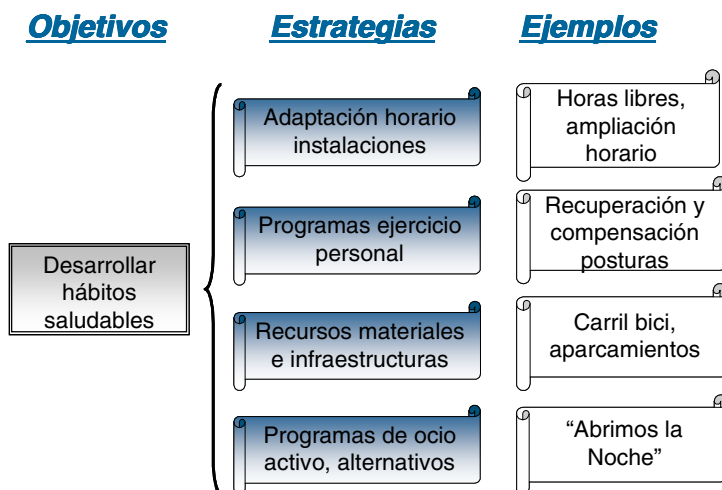 Objetivos Estrategias Ejemplos
Desarrollar
hábitos
saludables
Adaptación horario
instalaciones
Horas libres,
ampliación
horario
Programas ejercicio
personal
Recuperación y
compensación
posturas
Recursos materiales
e infraestructuras
Carril bici,
aparcamientos
Programas de ocio
activo, alternativos
“Abrimos la
Noche”